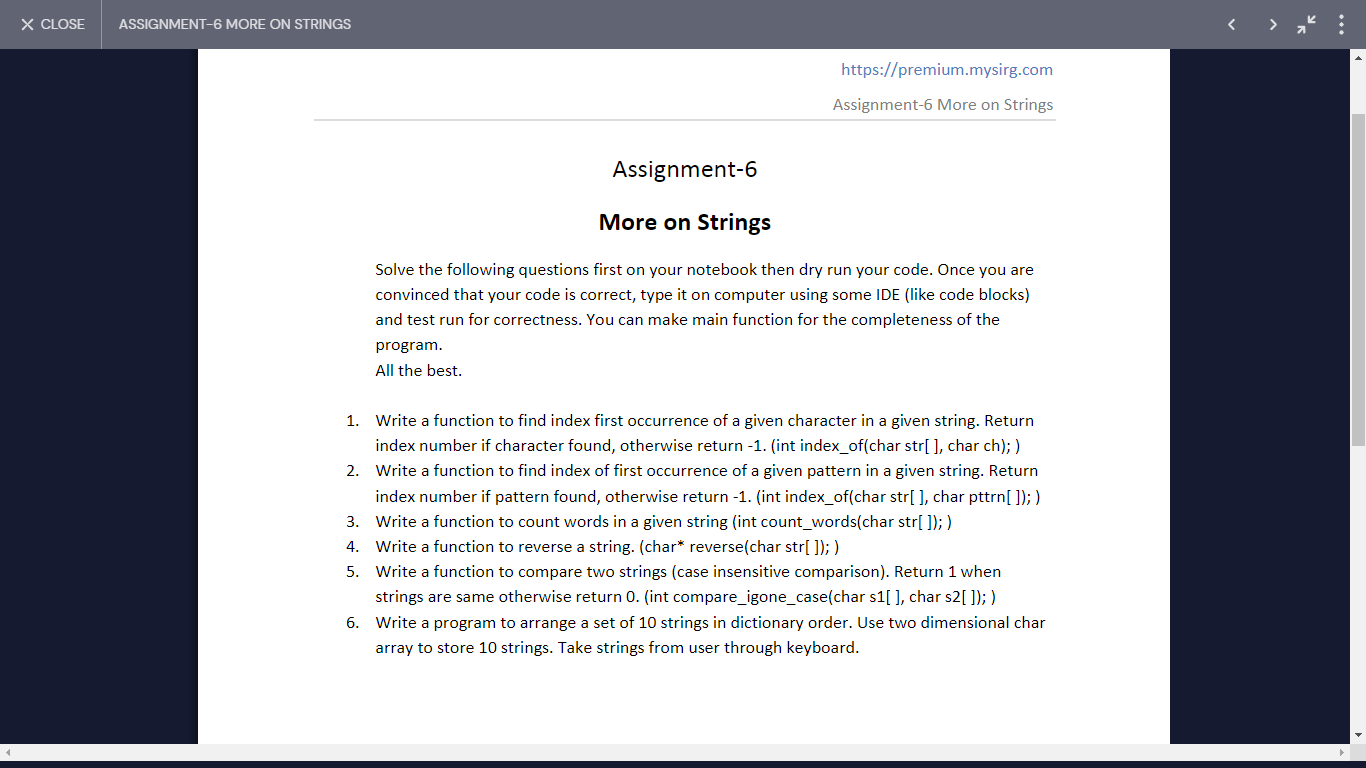 CLOSE
ASSIGNMENT-6 MORE ON STRINGS
https://premium.mysirg.com
Assignment-6 More on Strings
Assignment-6
More on Strings
Solve the following questions first on your notebook then dry run your code. Once you are
convinced that your code is correct, type it on computer using some IDE (like code blocks)
and test run for correctness. You can make main function for the completeness of the
program.
All the best.
1. Write a function to find index first occurrence of a given character in a given string. Return
index number if character found, otherwise return -1. (int index_of(char str[ ], char ch); )
2. Write a function to find index of first occurrence of a given pattern in a given string. Return
index number if pattern found, otherwise return -1. (int index_of(char str[ ], char pttrn[ ]); )
3. Write a function to count words in a given string (int count_words(char str[ ]); )
4. Write a function to reverse a string. (char* reverse(char str[ ]); )
5. Write a function to compare two strings (case insensitive comparison). Return 1 when
strings are same otherwise return 0. (int compare_igone_case(char s1[ ], char s2[ ]); )
6. Write a program to arrange a set of 10 strings in dictionary order. Use two dimensional char
array to store 10 strings. Take strings from user through keyboard.